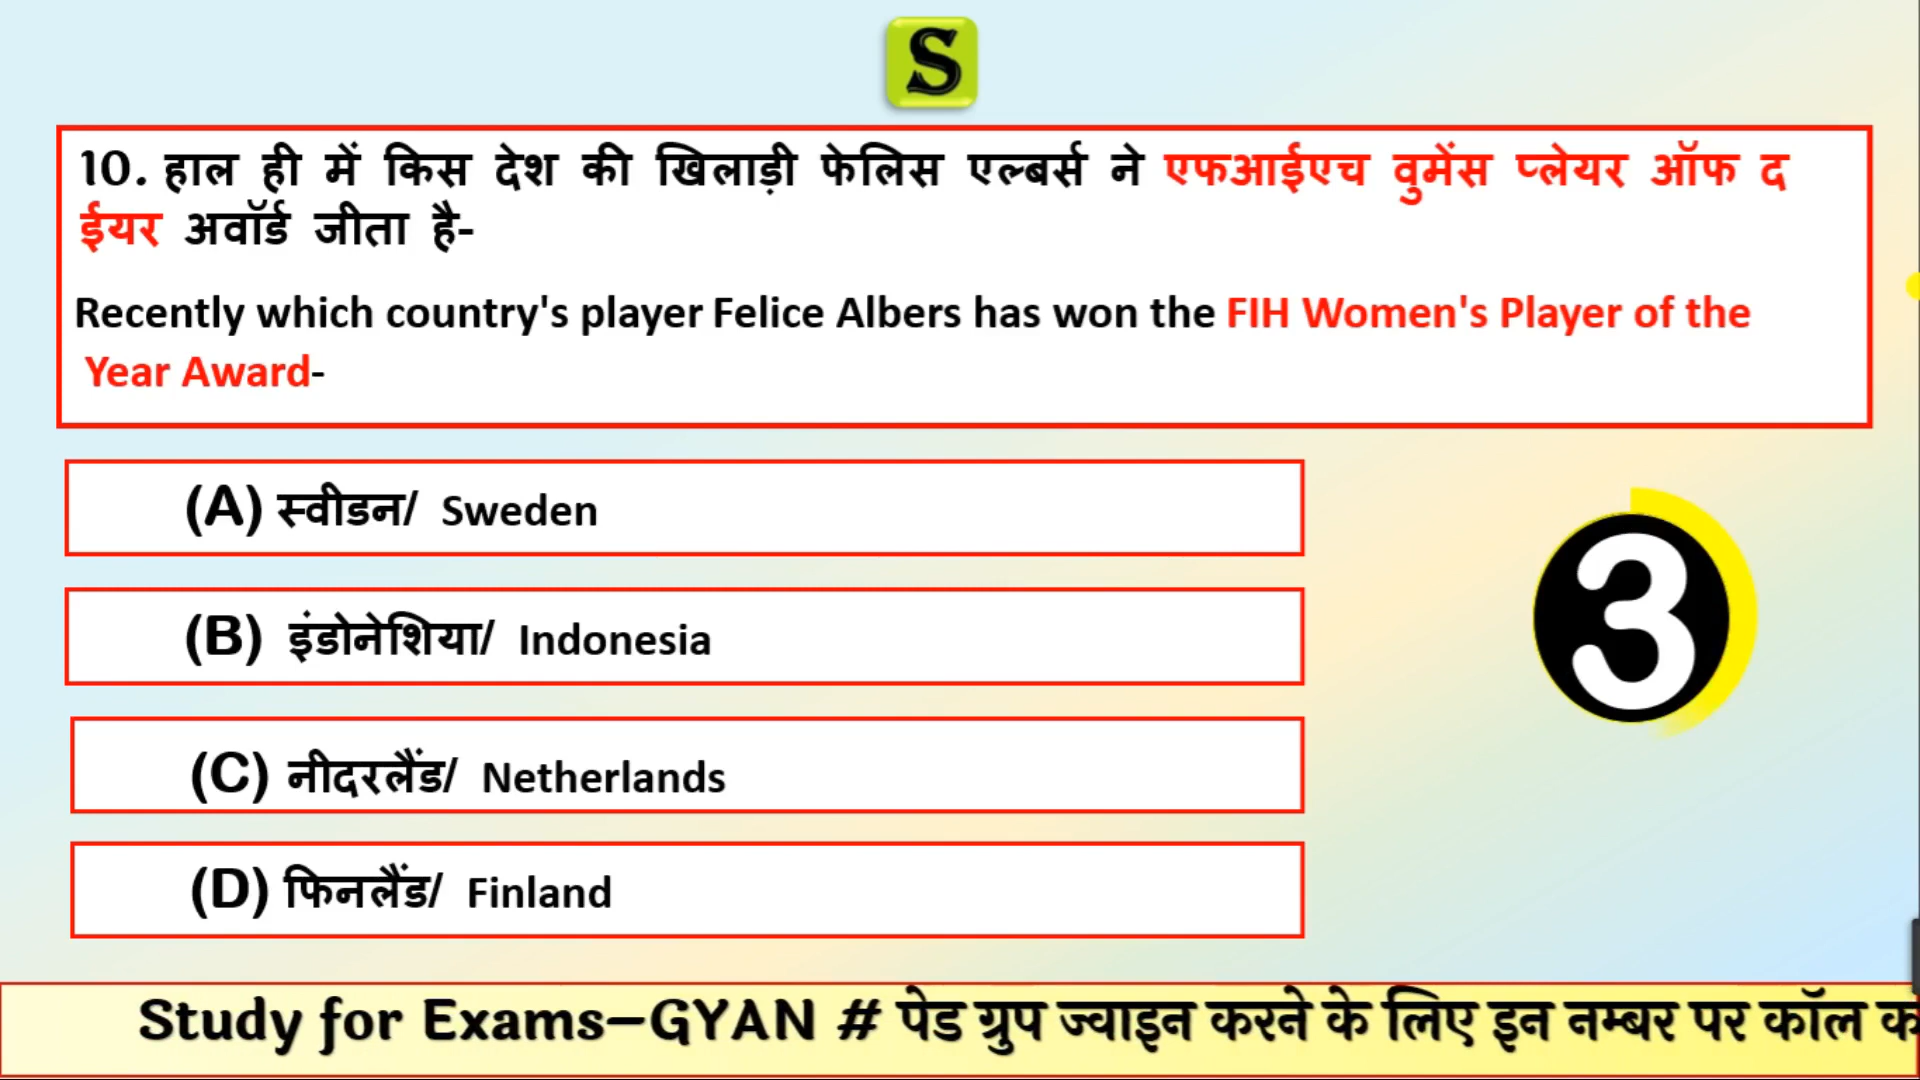 S
10. हाल ही में किस देश की खिलाड़ी फेलिस एल्बर्स ने एफआईएच वुमेंस प्लेयर ऑफ द
ईयर अवॉर्ड जीता है-
Recently which country's player Felice Albers has won the FIH Women's Player of the
Year Award-
(A) स्वीडन/ Sweden
(B) इंडोनेशिया/ Indonesia
3
(C) नीदरलैंड/ Netherlands
(D) फिनलैंड/ Finland
Study for Exams–GYAN # पेड ग्रुप ज्वाइन करने के लिए इन नम्बर पर कॉल